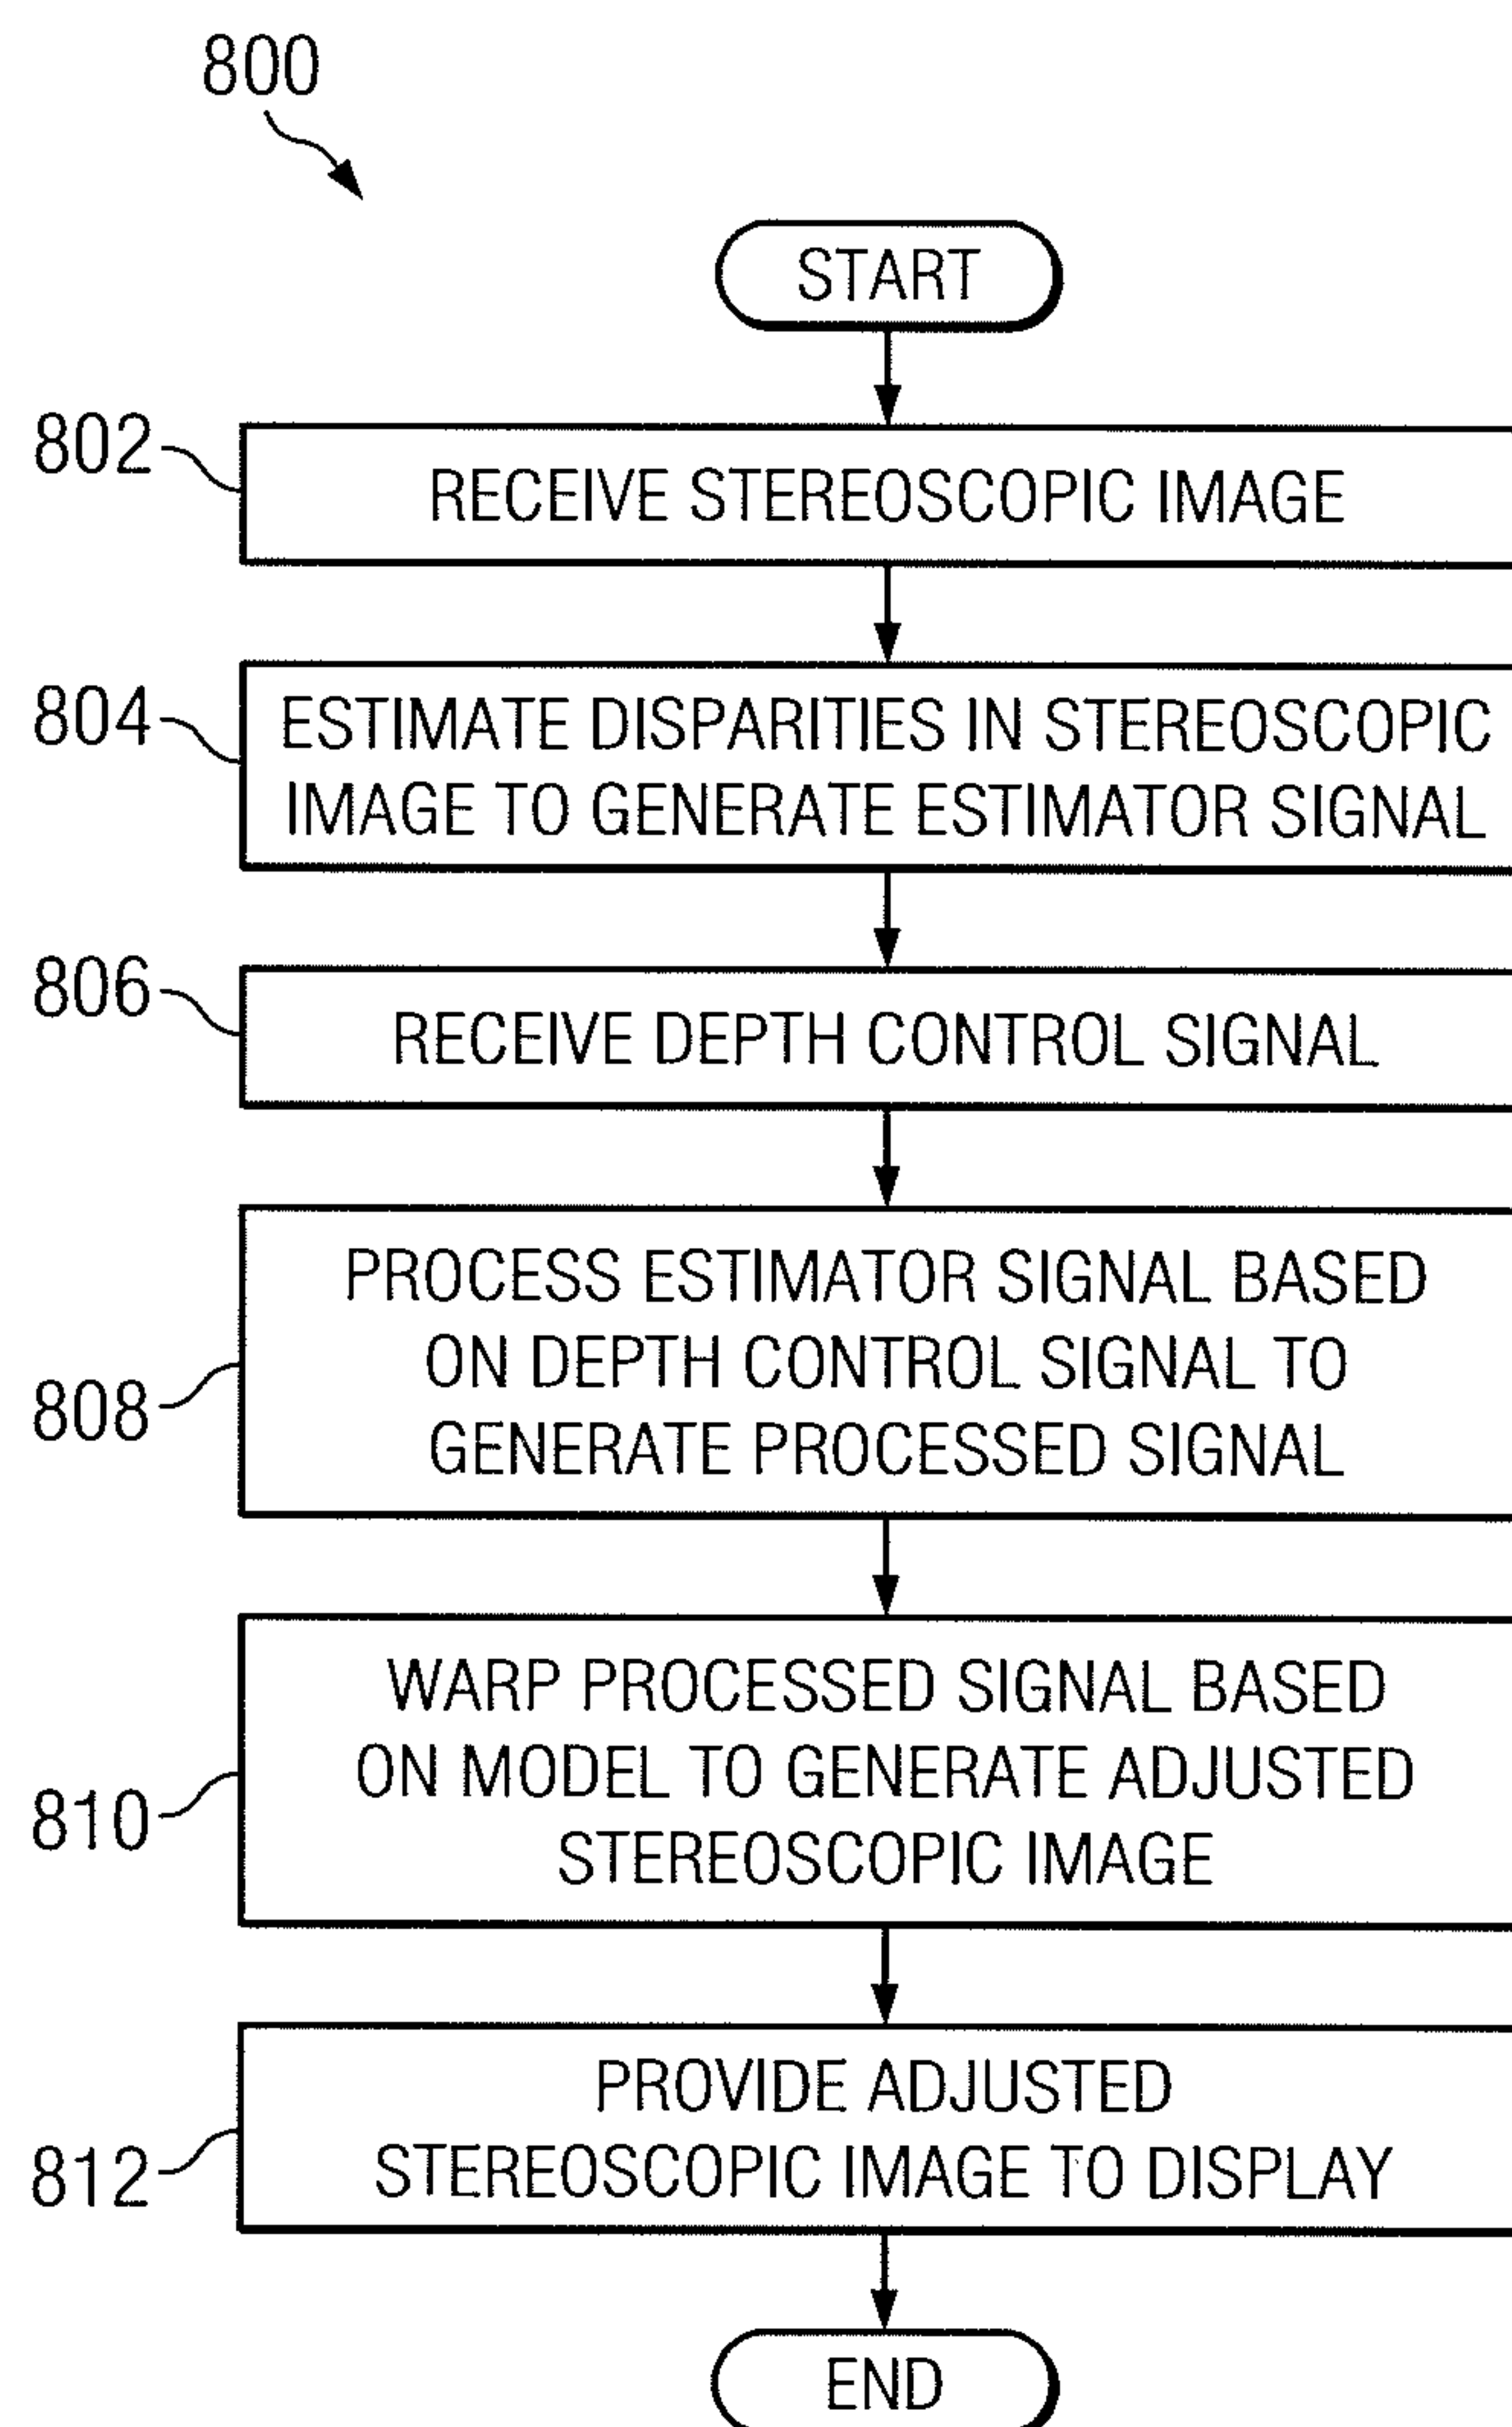 800
START
802
RECEIVE STEREOSCOPIC IMAGE
804
ESTIMATE DISPARITIES IN STEREOSCOPIC
IMAGE TO GENERATE ESTIMATOR SIGNAL
806
RECEIVE DEPTH CONTROL SIGNAL
808
PROCESS ESTIMATOR SIGNAL BASED
ON DEPTH CONTROL SIGNAL TO
GENERATE PROCESSED SIGNAL
810
WARP PROCESSED SIGNAL BASED
ON MODEL TO GENERATE ADJUSTED
STEREOSCOPIC IMAGE
812
PROVIDE ADJUSTED
STEREOSCOPIC IMAGE TO DISPLAY
END